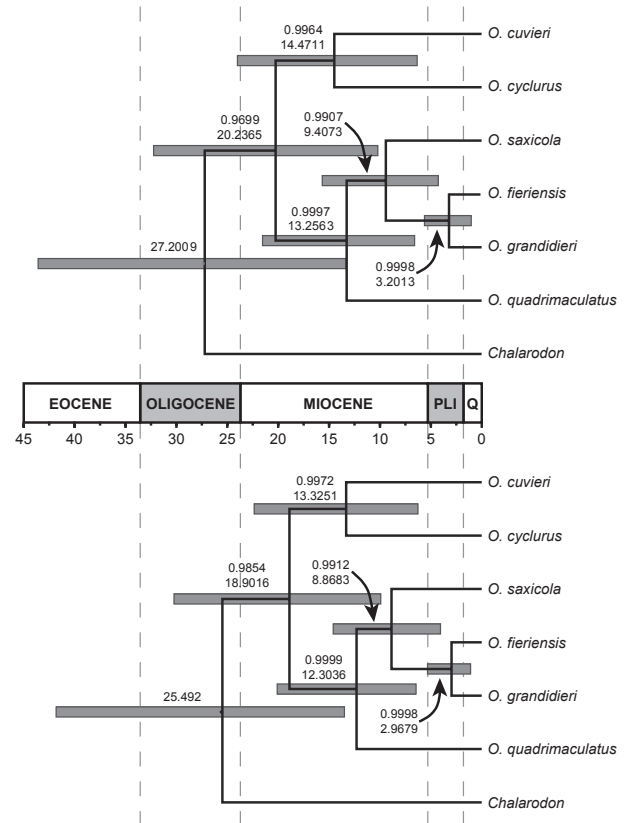 0.9964
14.4711
O. cuvieri
O. cyclurus
0.9699
20.2365
0.9907
9.4073
O. saxicola
O. fieriensis
0.9997
13.2563
O. grandidieri
27.2009
0.9998
3.2013
O. quadrimaculatus
Chalarodon
EOCENE OLIGOCENE MIOCENE PLI Q
45 40 35 30 25 20 15 10 5 0
0.9972
13.3251
O. cuvieri
O. cyclurus
0.9854
18.9016
0.9912
8.8683
O. saxicola
O. fieriensis
0.9999
12.3036
O. grandidieri
25.492
0.9998
2.9679
O. quadrimaculatus
Chalarodon